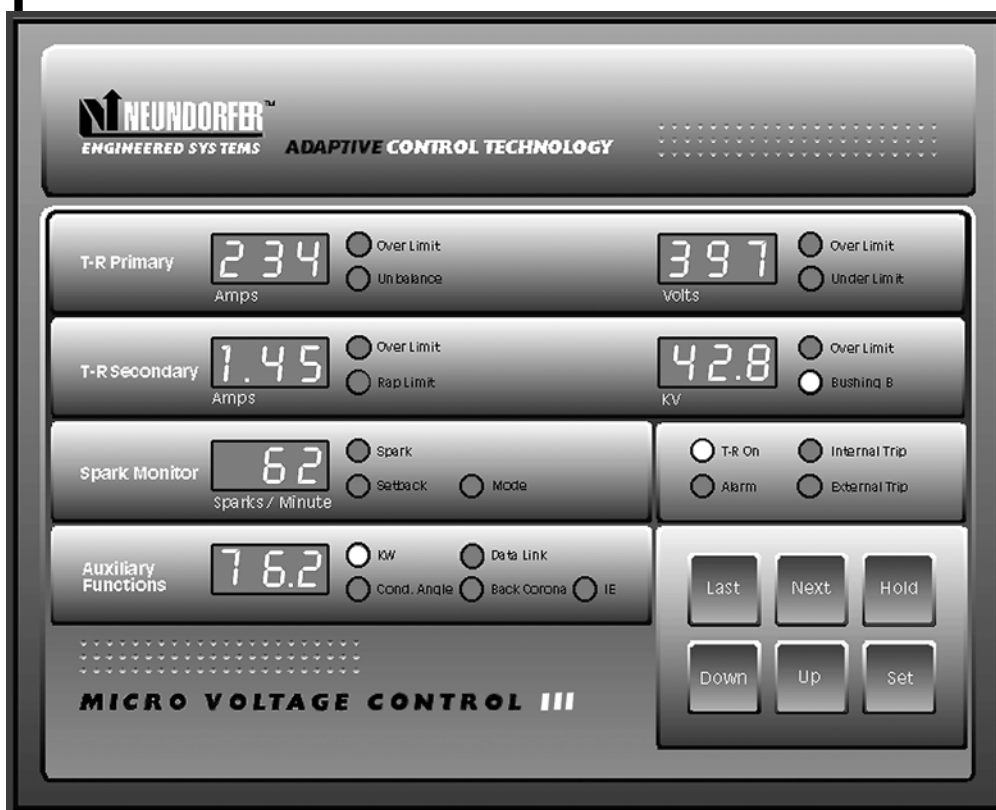 NEUNDORFER™
ENGINEERED SYSTEMS ADAPTIVE CONTROL TECHNOLOGY
T-R Primary 234 Amps Over Limit Unbalance 397 Volts Over Limit Under Limit
T-R Secondary 1.45 Amps Over Limit Rap Limit 42.8 KV Over Limit Bushing B
Spark Monitor 62 Sparks / Minute Spark Setback Mode T-R On Internal Trip Alarm External Trip
Auxiliary Functions 76.2 KW Data Link Cond. Angle Back Corona IE
Last Next Hold
Down Up Set
MICRO VOLTAGE CONTROL III